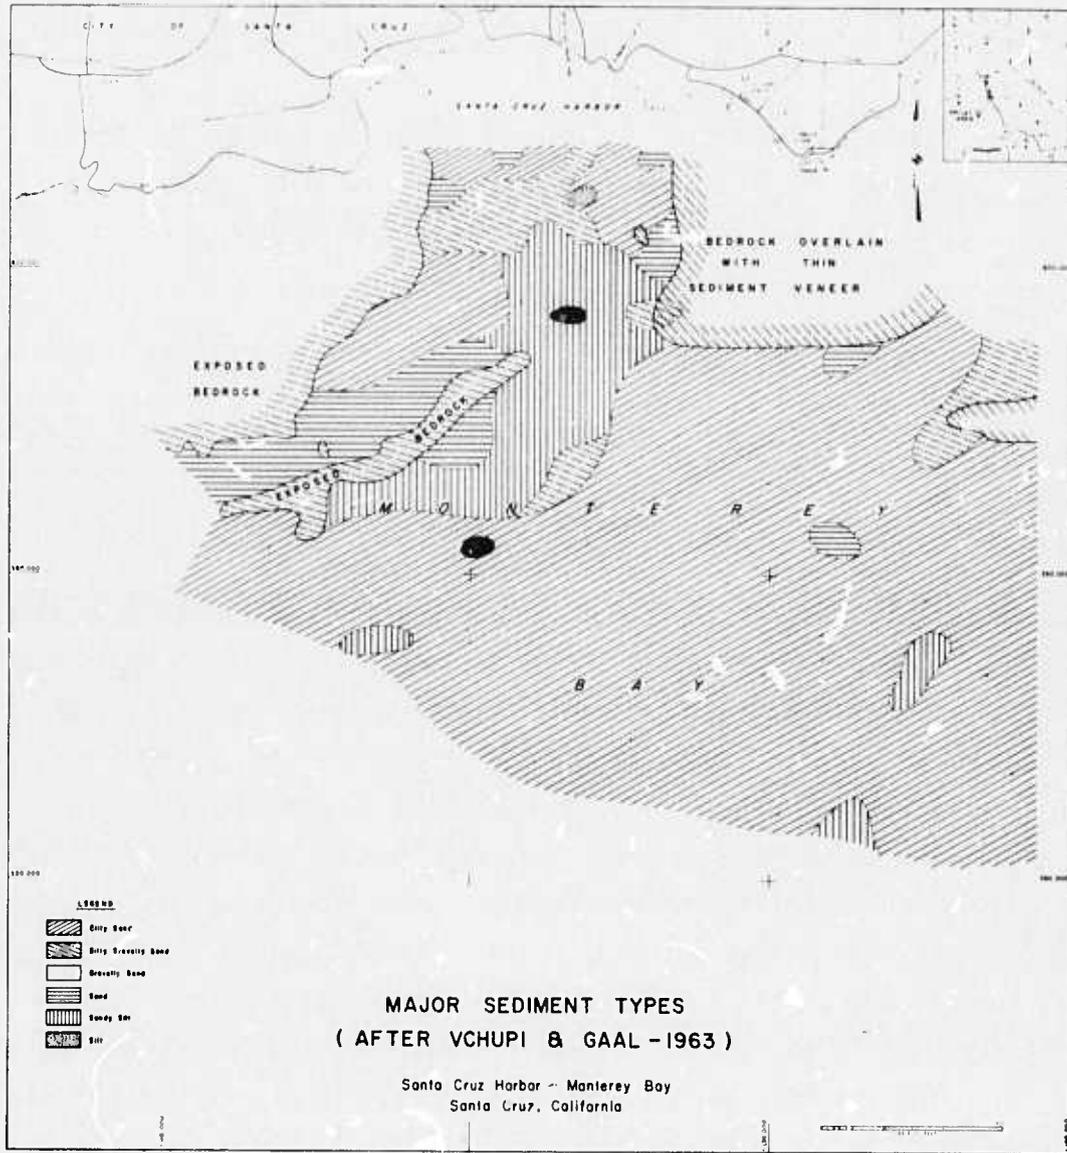 CITY OF SANTA CRUZ
SANTA CRUZ HARBOR
BEDROCK OVERLAIN
WITH THIN
SEDIMENT VENEER
EXPOSED
BEDROCK
EXPOSED BEDROCK
MONTEREY
BAY
LEGEND
Silty Sand
Silty Gravelly Sand
Gravelly Sand
Sand
Sandy Silt
Silt
MAJOR SEDIMENT TYPES
( AFTER VCHUPI & GAAL-1963 )
Santa Cruz Harbor - Monterey Bay
Santa Cruz, California